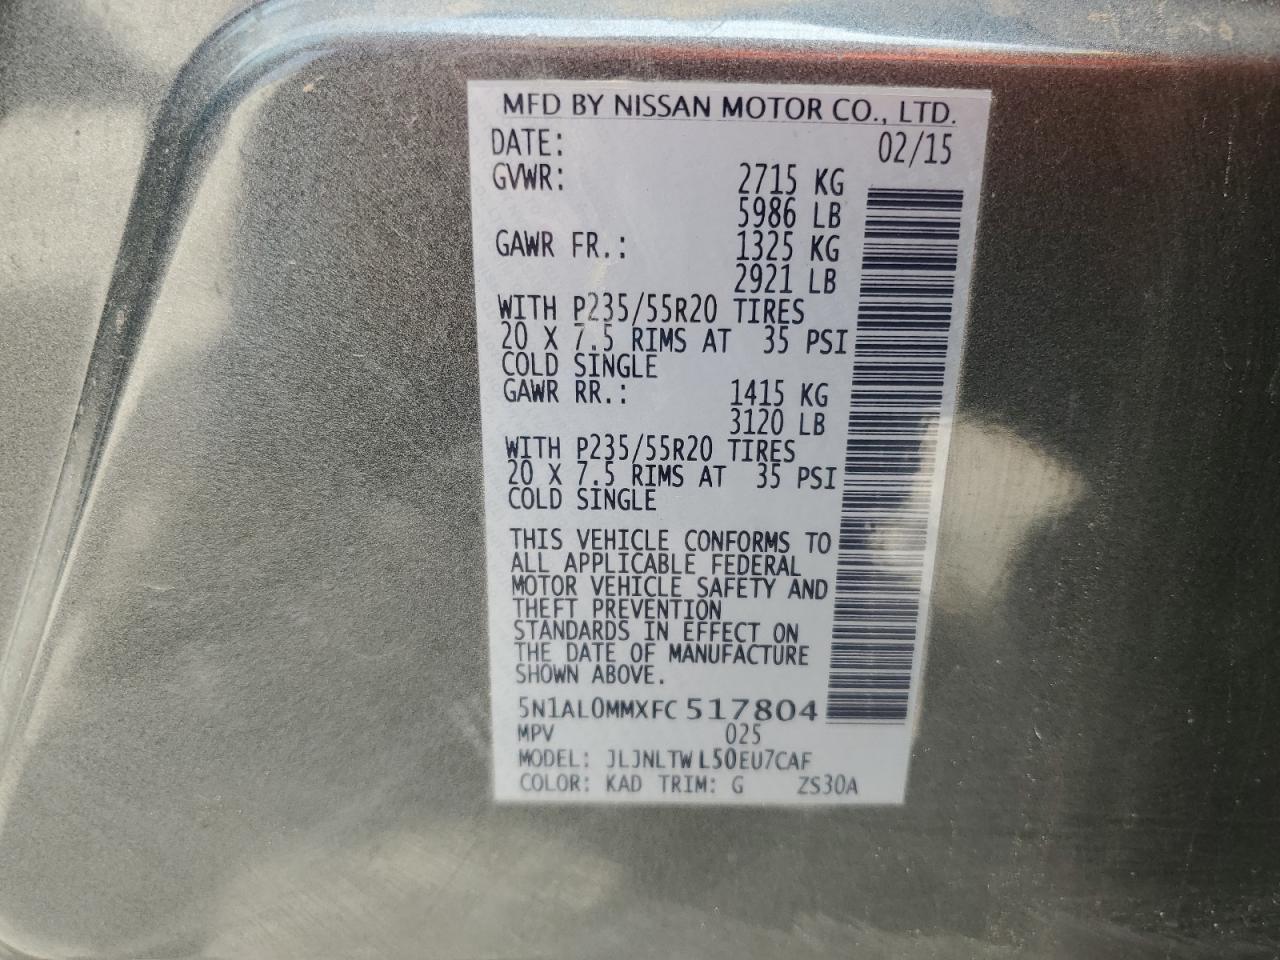 MFD BY NISSAN MOTOR CO., LTD.
DATE: 02/15
GVWR: 2715 KG
5986 LB
GAWR FR.: 1325 KG
2921 LB
WITH P235/55R20 TIRES
20 X 7.5 RIMS AT 35 PSI
COLD SINGLE
GAWR RR.: 1415 KG
3120 LB
WITH P235/55R20 TIRES
20 X 7.5 RIMS AT 35 PSI
COLD SINGLE
THIS VEHICLE CONFORMS TO
ALL APPLICABLE FEDERAL
MOTOR VEHICLE SAFETY AND
THEFT PREVENTION
STANDARDS IN EFFECT ON
THE DATE OF MANUFACTURE
SHOWN ABOVE.
5N1AL0MMXFC517804
MPV 025
MODEL: JLJNLTWL50EU7CAF
COLOR: KAD TRIM: G ZS30A